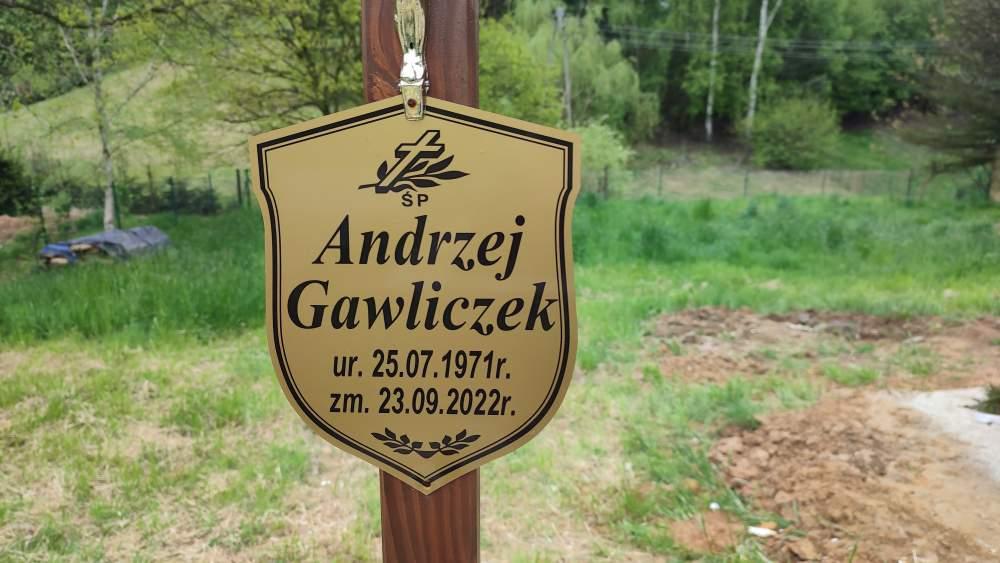 ŚP
Andrzej
Gawliczek
ur. 25.07.1971r.
zm. 23.09.2022r.